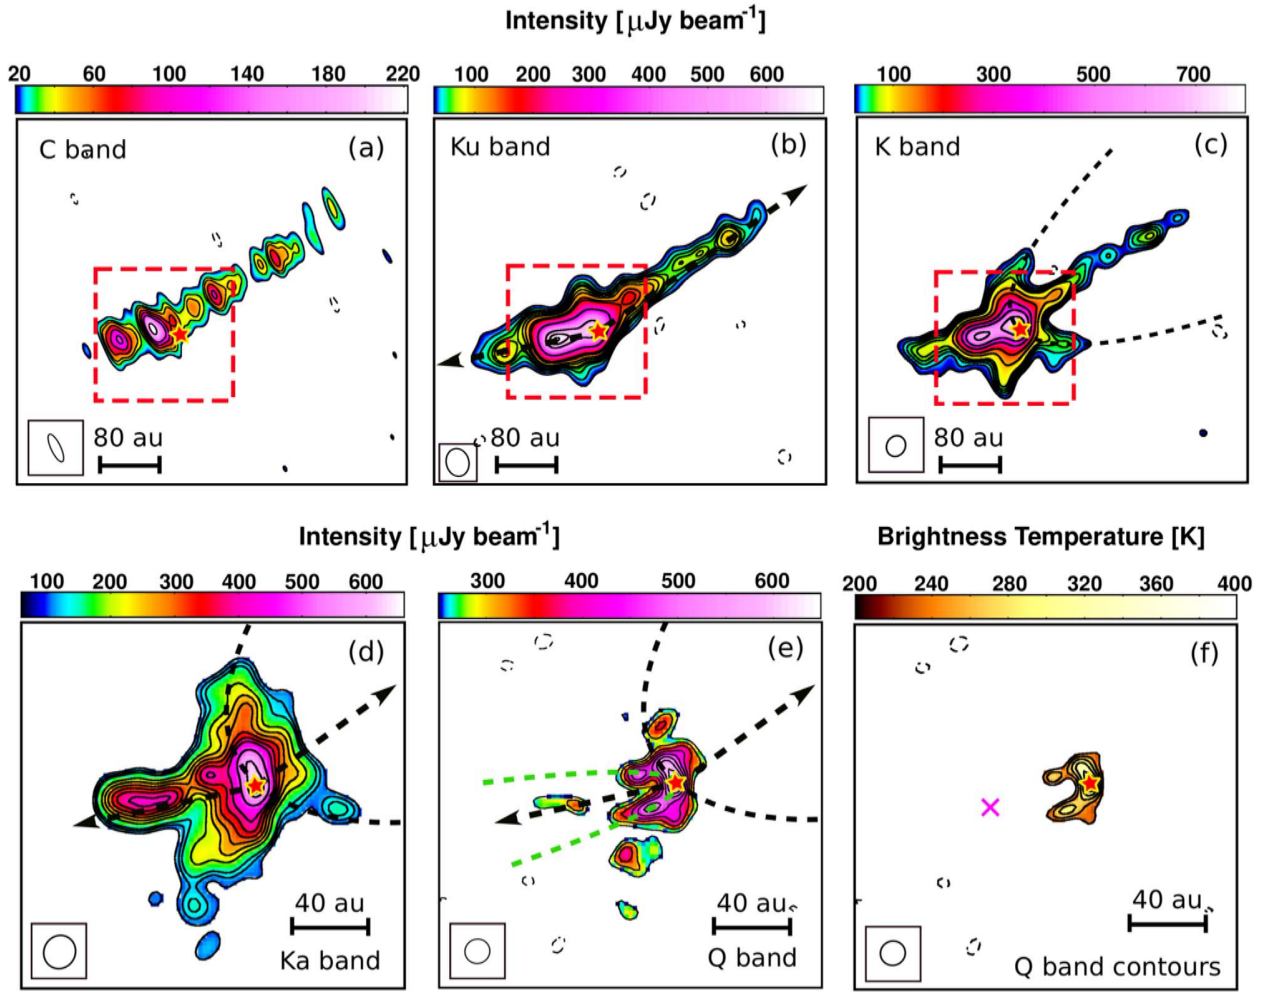 Intensity [μJy beam-1]
20 60 100 140 180 220
100 200 300 400 500 600
100 300 500 700
C band (a)
Ku band (b)
K band (c)
80 au
80 au
80 au
Intensity [μJy beam-1]
Brightness Temperature [K]
100 200 300 400 500 600
300 400 500 600
200 240 280 320 360 400
(d)
(e)
(f)
40 au
Ka band
40 au
Q band
40 au
Q band contours